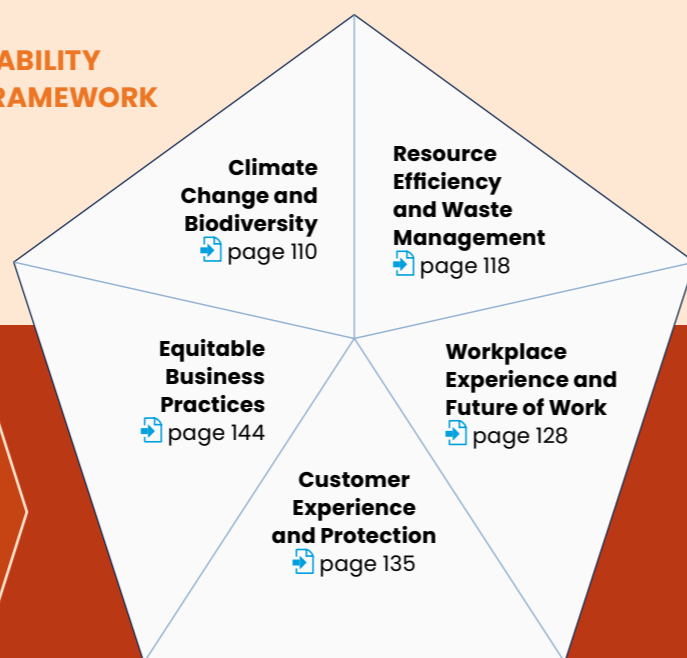 ABILITY
RAMEWORK
Climate
Change and
Biodiversity
page 110
Resource
Efficiency
and Waste
Management
page 118
Equitable
Business
Practices
page 144
Workplace
Experience and
Future of Work
page 128
Customer
Experience
and Protection
page 135